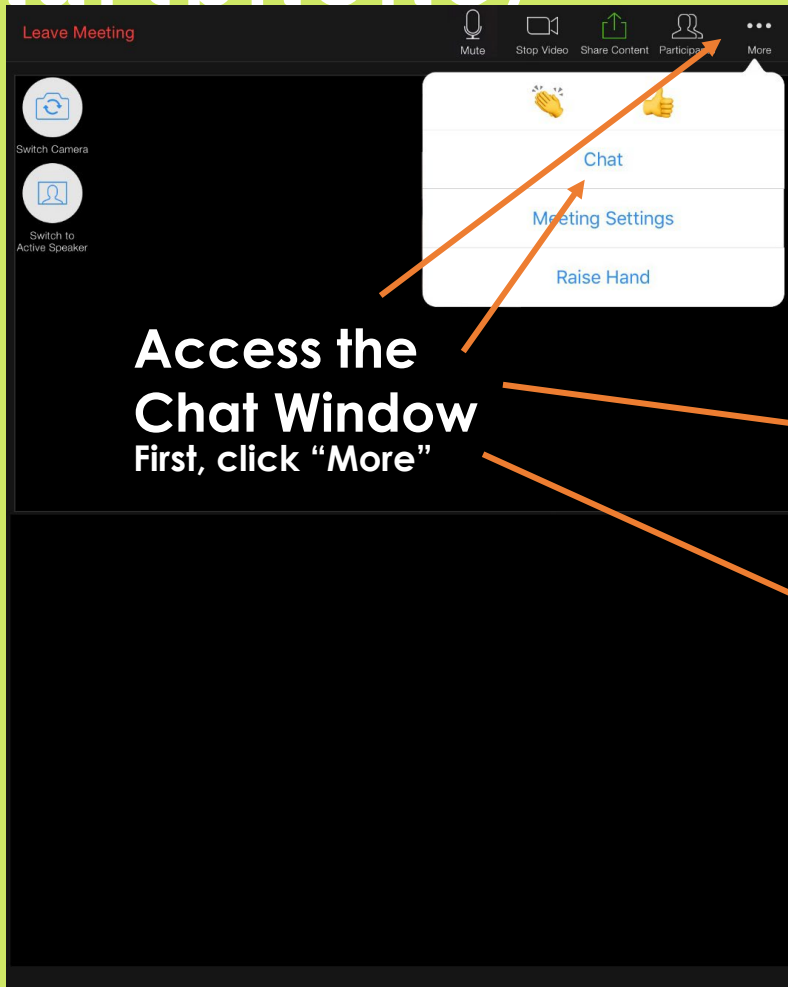 Leave Meeting
Mute
Stop Video
Share Content
More
Switch Camera
Chat
Meeting Settings
Raise Hand
Switch to
Active Speaker
Access the
Chat Window
First, click “More”